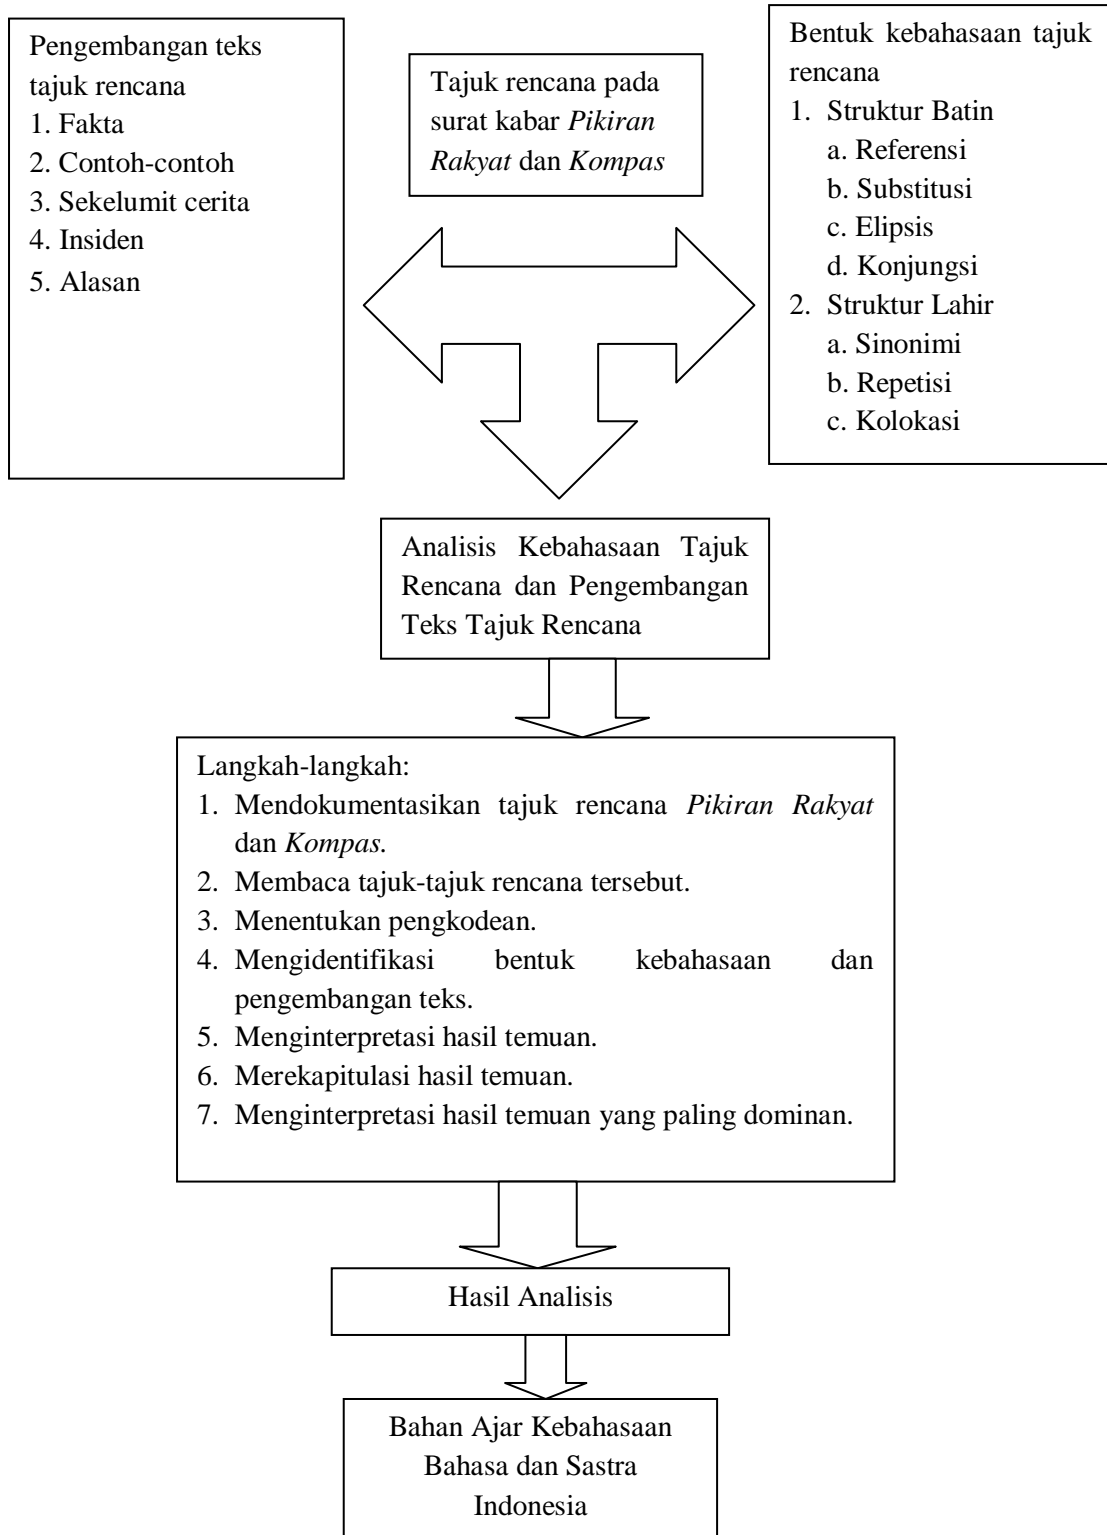 Pengembangan teks
tajuk rencana
1. Fakta
2. Contoh-contoh
3. Sekelumit cerita
4. Insiden
5. Alasan
Tajuk rencana pada
surat kabar Pikiran
Rakyat dan Kompas
Bentuk kebahasaan tajuk
rencana
1. Struktur Batin
a. Referensi
b. Substitusi
c. Elipsis
d. Konjungsi
2. Struktur Lahir
a. Sinonimi
b. Repetisi
c. Kolokasi
Analisis Kebahasaan Tajuk
Rencana dan Pengembangan
Teks Tajuk Rencana
Langkah-langkah:
1. Mendokumentasikan tajuk rencana Pikiran Rakyat
dan Kompas.
2. Membaca tajuk-tajuk rencana tersebut.
3. Menentukan pengkodean.
4. Mengidentifikasi bentuk kebahasaan dan
pengembangan teks.
5. Menginterpretasi hasil temuan.
6. Merekapitulasi hasil temuan.
7. Menginterpretasi hasil temuan yang paling dominan.
Hasil Analisis
Bahan Ajar Kebahasaan
Bahasa dan Sastra
Indonesia